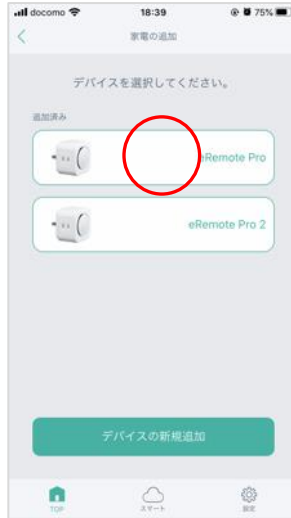 docomo 18:39 75%
家電の追加
デバイスを選択してください。
追加済み
eRemote Pro
eRemote Pro 2
デバイスの新規追加
TOP スマート 設定